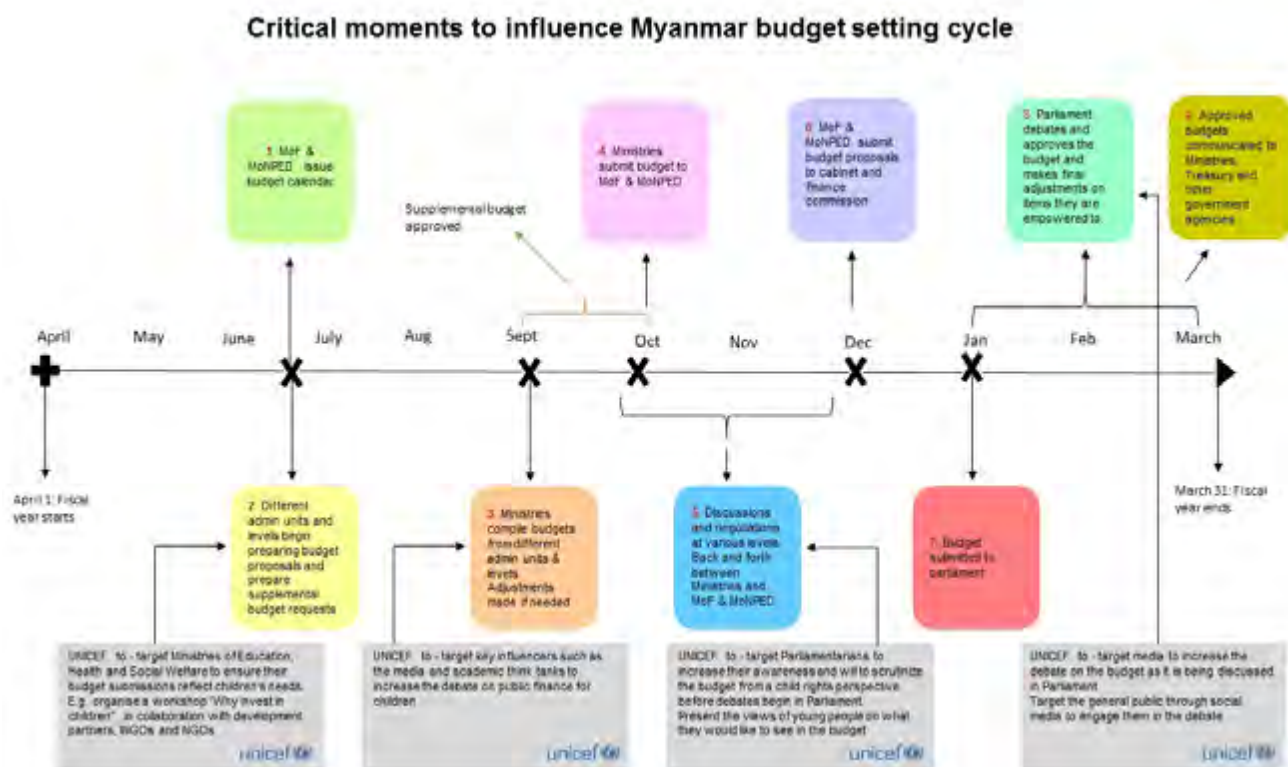 Critical moments to influence Myanmar budget setting cycle
1 MoF &
MoNPED issue
budget calendar
Supplemental budget
approved
4 Ministries
submit budget to
MoF & MoNPED
6 MoF &
MoNPED submit
budget proposals
to cabinet and
finance
commission
Parliament
debates and
approves the
budget and
makes final
adjustments on
items they are
empowered to
Approved
budgets
communicated to
Ministries,
Treasury and
other
government
agencies
April
May
June
July
Aug
Sept
Oct
Nov
Dec
Jan
Feb
March
April 1: Fiscal
year starts
2 Different
admin units and
levels begin
preparing budget
proposals and
prepare
supplemental
budget requests
3 Ministries
compile budgets
from different
admin units &
levels
Adjustments
made if needed
5 Discussions
and negotiations
at various levels
Back and forth
between
Ministries and
MoF & MoNPED
7 Budget
submitted to
parliament
March 31: Fiscal
year ends
UNICEF to - target Ministries of Education,
Health and Social Welfare to ensure their
budget submissions reflect children's needs.
E.g. organise a workshop "Why invest in
children" in collaboration with development
partners, and NGOs
unicef
UNICEF to - target key influencers such as
the media and academic think tanks to
increase the debate on public finance for
children
unicef
UNICEF to - target Parliamentarians to
increase their awareness and will to scrutinize
the budget from a child rights perspective
before debates begin in Parliament
Present the views of young people on what
they would like to see in the budget
unicef
UNICEF to - target media to increase the
debate on the budget as it is being discussed
in Parliament
Target the general public through social
media to engage them in the debate
unicef